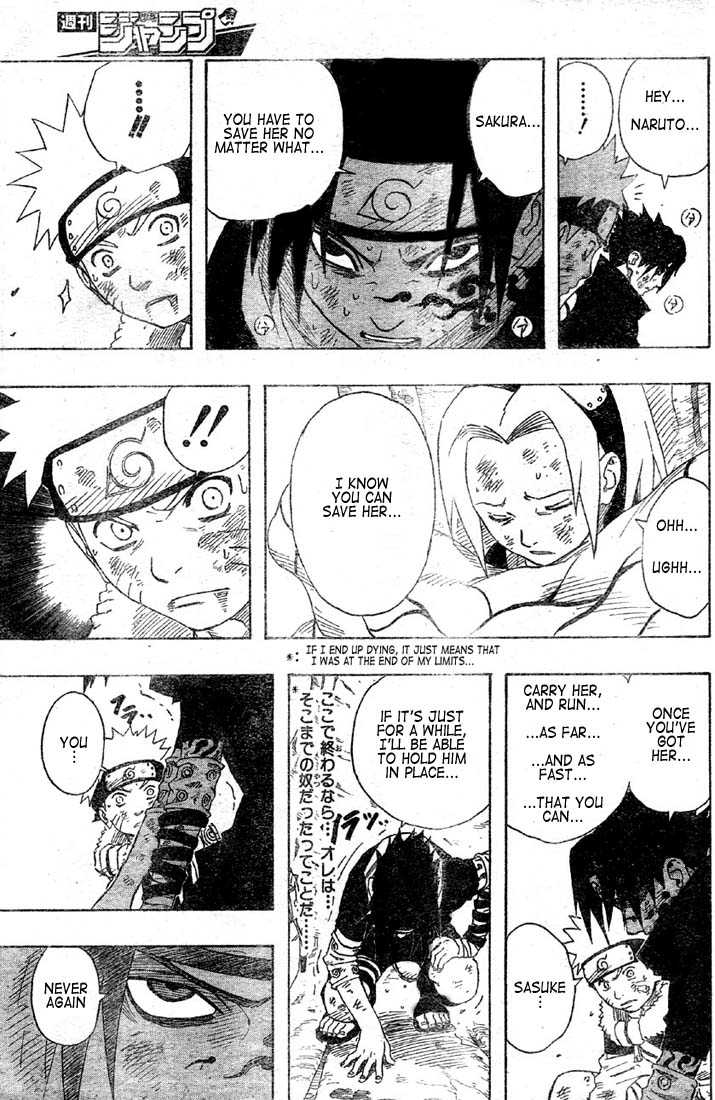 週刊
少年ジャンプ
HEY...
NARUTO...
......!
SAKURA...
YOU HAVE TO
SAVE HER NO
MATTER WHAT...
......!!
OHH...
UGHH...
I KNOW
YOU CAN
SAVE HER...
!!
*: IF I END UP DYING, IT JUST MEANS THAT
I WAS AT THE END OF MY LIMITS...
ONCE
YOU'VE
GOT
HER...
CARRY HER,
AND RUN...
...AS FAR...
...AND AS
FAST...
...THAT YOU
CAN...
SASUKE
...
IF IT'S JUST
FOR A WHILE,
I'LL BE ABLE
TO HOLD HIM
IN PLACE...
*
ここで終わるなら…オレは…
そこまでの奴だったってことだ……
YOU
...
NEVER
AGAIN